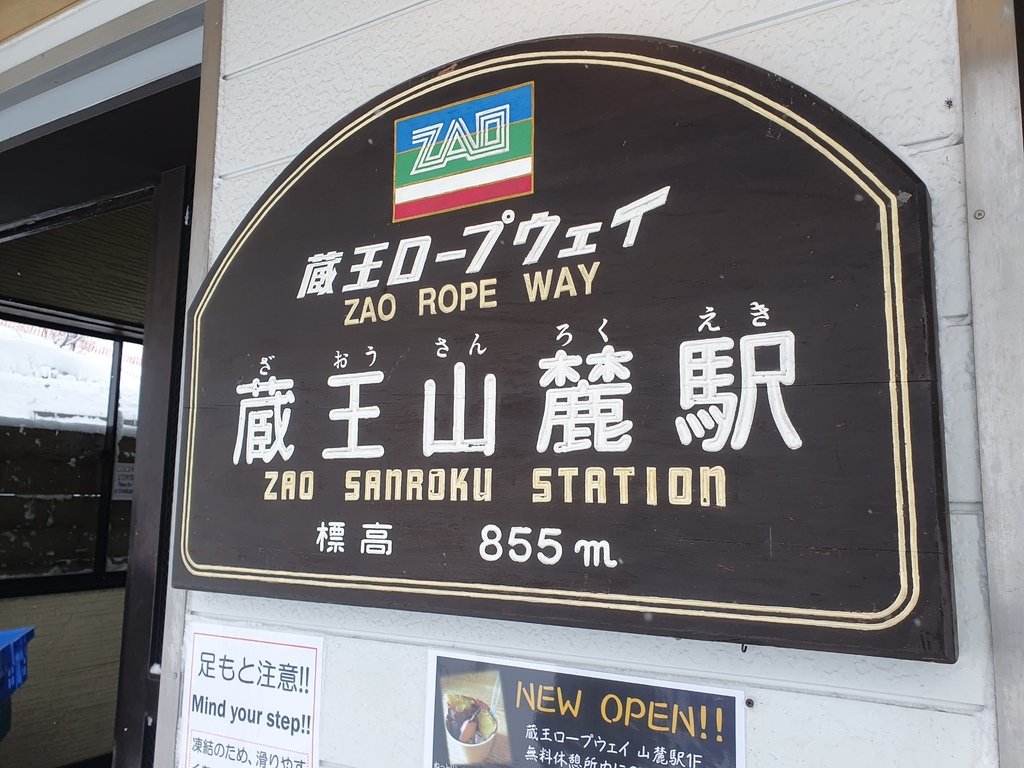 ZAO
蔵王ロープウェイ
ZAO ROPE WAY
ざ おう さん ろく えき
蔵王山麓駅
ZAO SANROKU STATION
標高 855m
足もと注意!!
Mind your step!!
凍結のため、滑りやす
NEW OPEN!!
蔵王ロープウェイ 山麓駅1F
無料休憩所内に